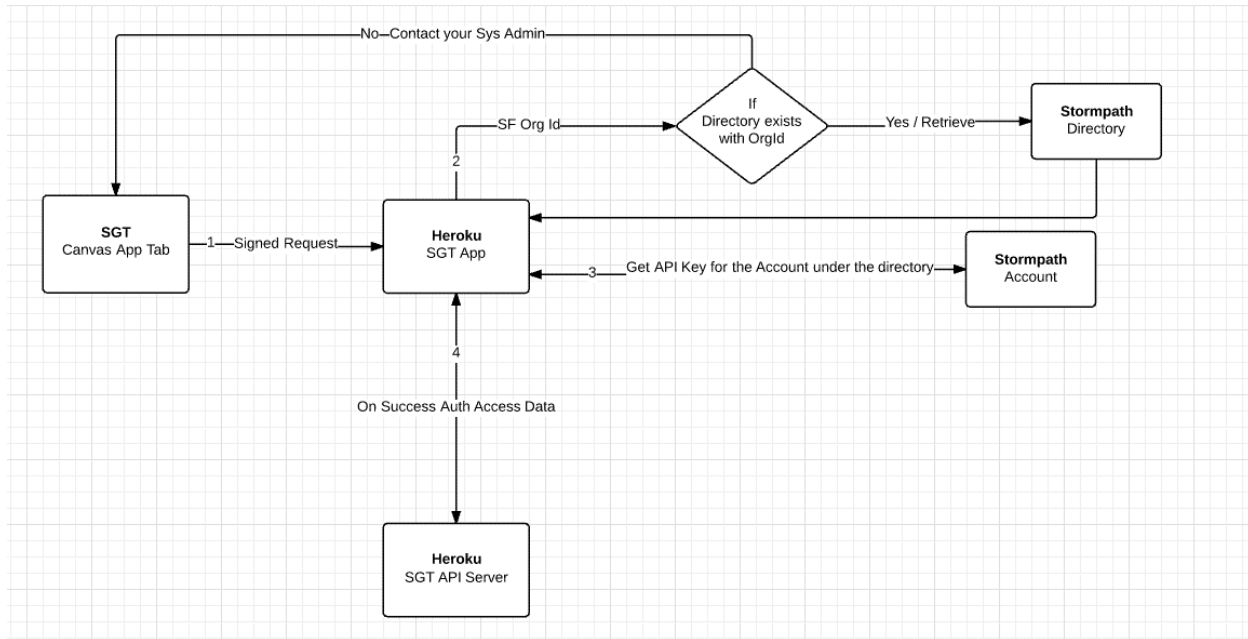 No—Contact your Sys Admin
If
Directory exists
with OrgId
SF Org Id
Yes / Retrieve
Stormpath
Directory
2
SGT
Canvas App Tab
1
Signed Request
Heroku
SGT App
3
Get API Key for the Account under the directory
Stormpath
Account
4
On Success Auth Access Data
Heroku
SGT API Server